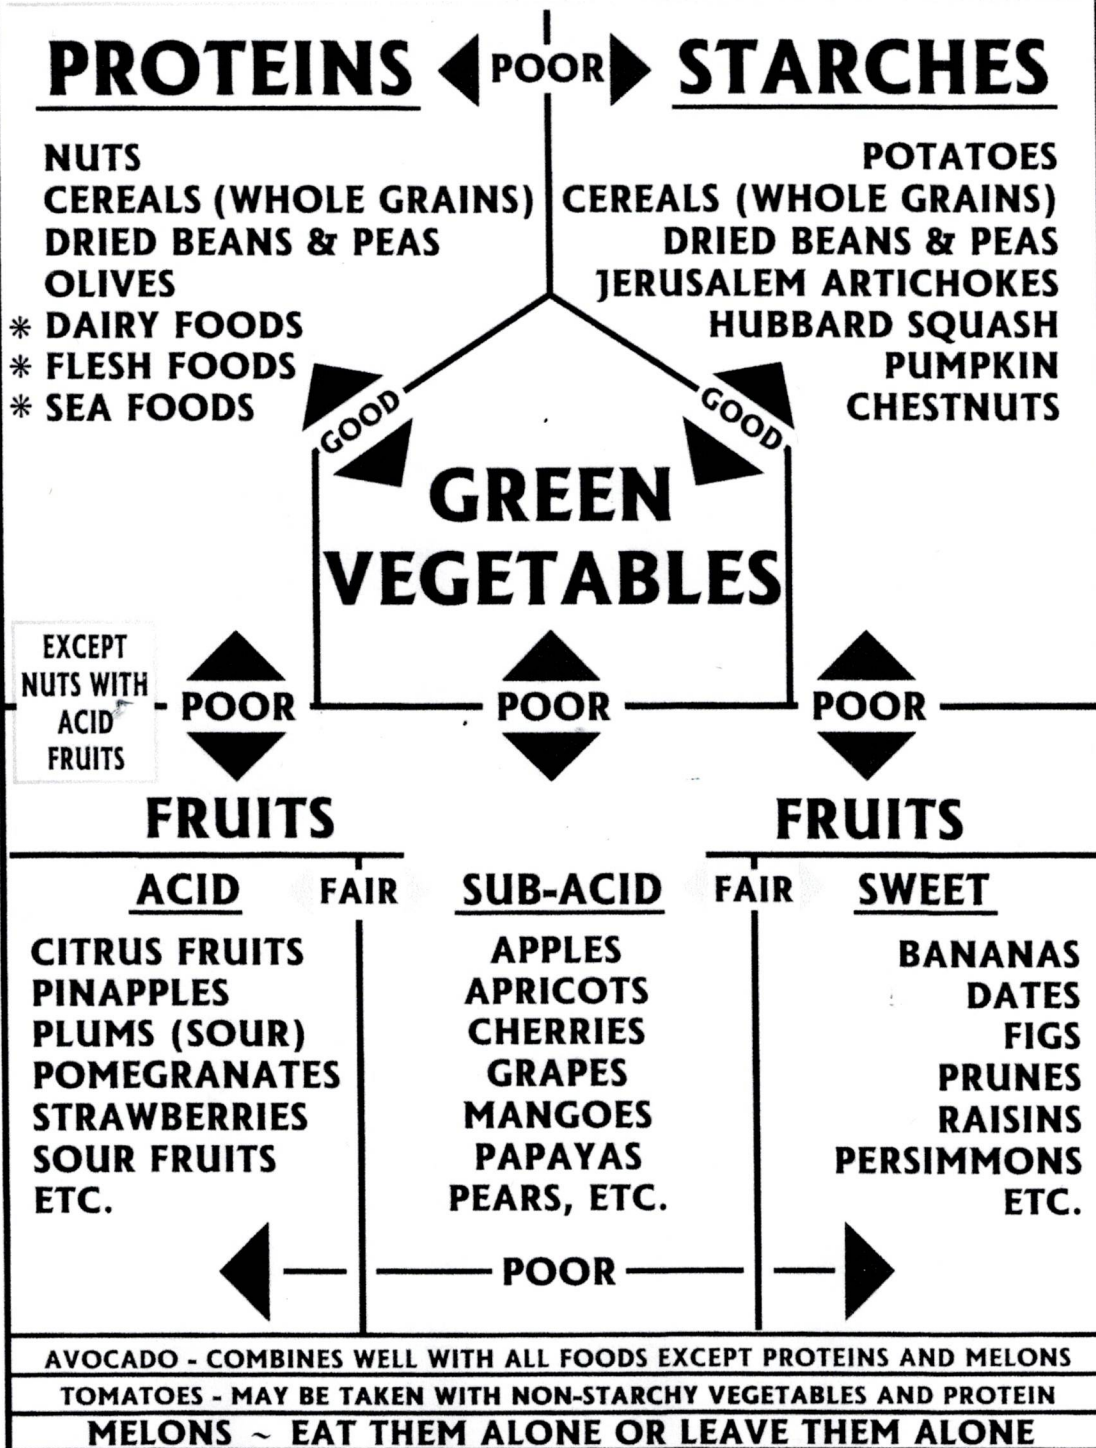 PROTEINS
POOR
STARCHES
NUTS
CEREALS (WHOLE GRAINS)
DRIED BEANS & PEAS
OLIVES
* DAIRY FOODS
* FLESH FOODS
* SEA FOODS
POTATOES
CEREALS (WHOLE GRAINS)
DRIED BEANS & PEAS
JERUSALEM ARTICHOKES
HUBBARD SQUASH
PUMPKIN
CHESTNUTS
GOOD
GOOD
GREEN
VEGETABLES
EXCEPT
NUTS WITH
ACID
FRUITS
POOR
POOR
POOR
FRUITS
FRUITS
ACID
FAIR
SUB-ACID
FAIR
SWEET
CITRUS FRUITS
PINAPPLES
PLUMS (SOUR)
POMEGRANATES
STRAWBERRIES
SOUR FRUITS
ETC.
APPLES
APRICOTS
CHERRIES
GRAPES
MANGOES
PAPAYAS
PEARS, ETC.
BANANAS
DATES
FIGS
PRUNES
RAISINS
PERSIMMONS
ETC.
POOR
AVOCADO - COMBINES WELL WITH ALL FOODS EXCEPT PROTEINS AND MELONS
TOMATOES - MAY BE TAKEN WITH NON-STARCHY VEGETABLES AND PROTEIN
MELONS ~ EAT THEM ALONE OR LEAVE THEM ALONE